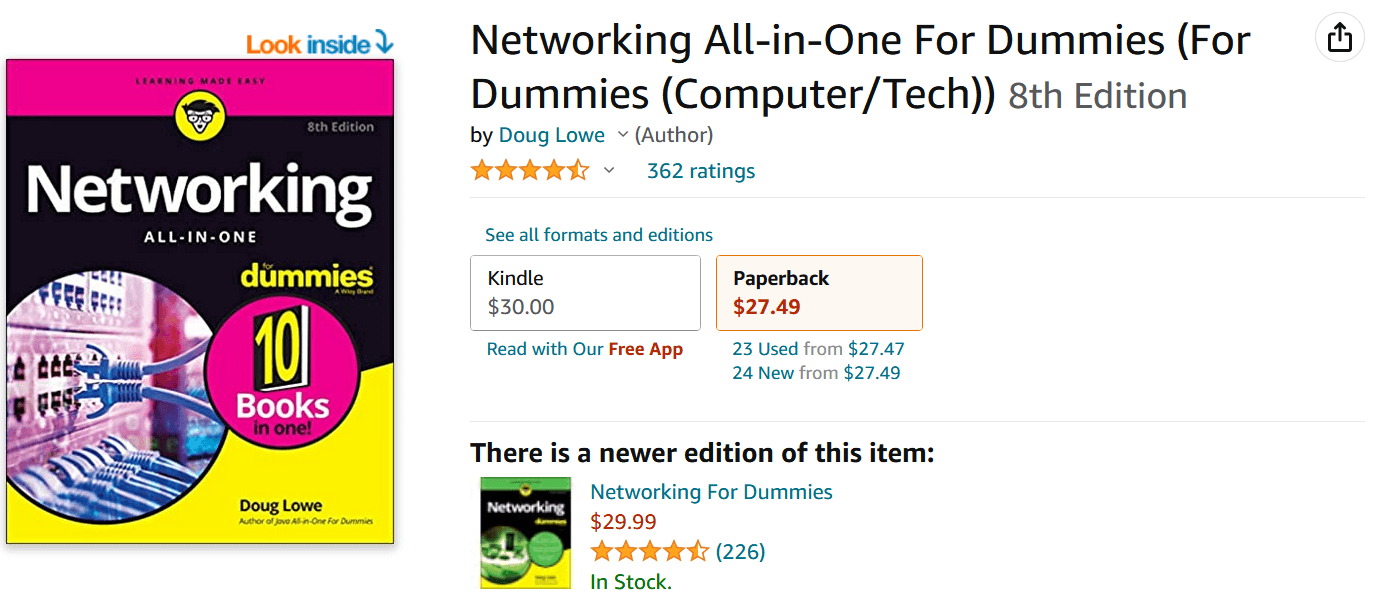 Look inside
LEARNING MADE EASY
8th Edition
Networking
ALL-IN-ONE
for
dummies
A Wiley Brand
10
Books
in one!
Doug Lowe
Author of Java All-in-One For Dummies
Networking All-in-One For Dummies (For
Dummies (Computer/Tech)) 8th Edition
by Doug Lowe (Author)
362 ratings
See all formats and editions
Kindle
$30.00
Read with Our Free App
Paperback
$27.49
23 Used from $27.47
24 New from $27.49
There is a newer edition of this item:
Networking
dummies
Networking For Dummies
$29.99
(226)
In Stock.